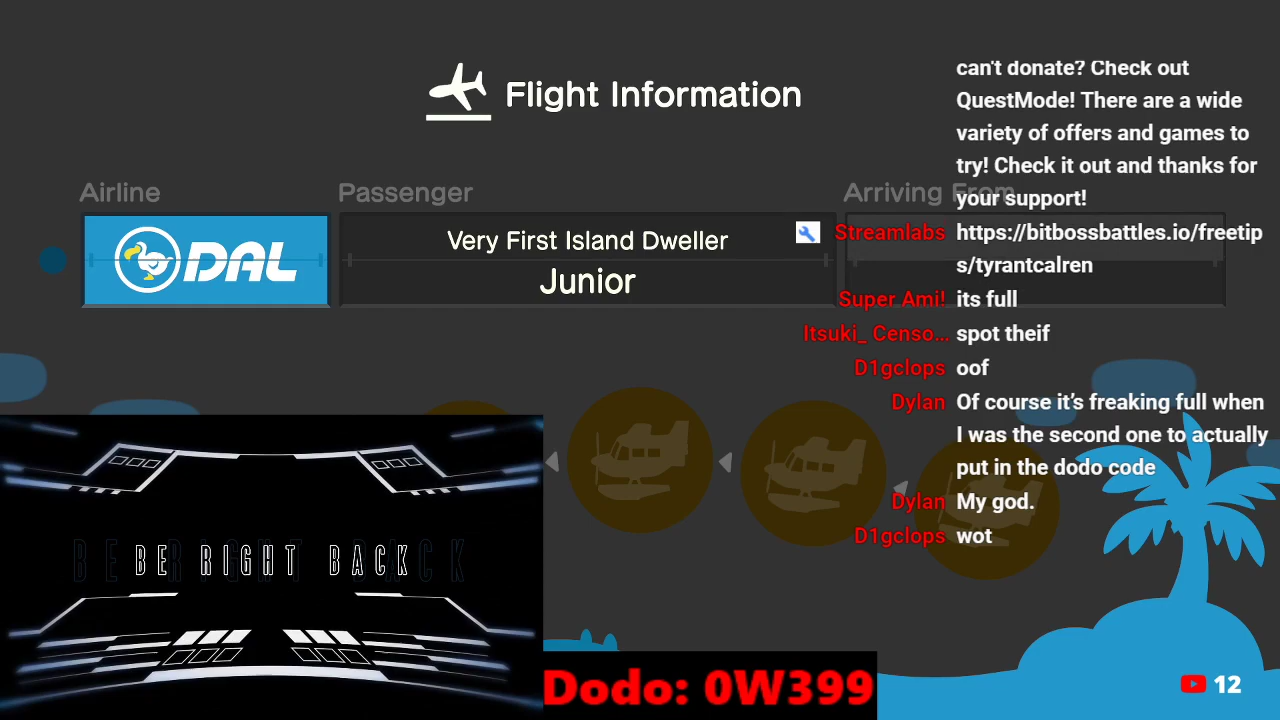 Flight Information
Airline
Passenger
Arriving From
DAL
Very First Island Dweller
Junior
can't donate? Check out
QuestMode! There are a wide
variety of offers and games to
try! Check it out and thanks for
your support!
Streamlabs https://bitbossbattles.io/freetip
s/tyrantcalren
Super Ami! its full
Itsuki_ Censo... spot theif
D1gclops oof
Dylan Of course it’s freaking full when
I was the second one to actually
put in the dodo code
Dylan My god.
D1gclops wot
BE RIGHT BACK
Dodo: 0W399
12